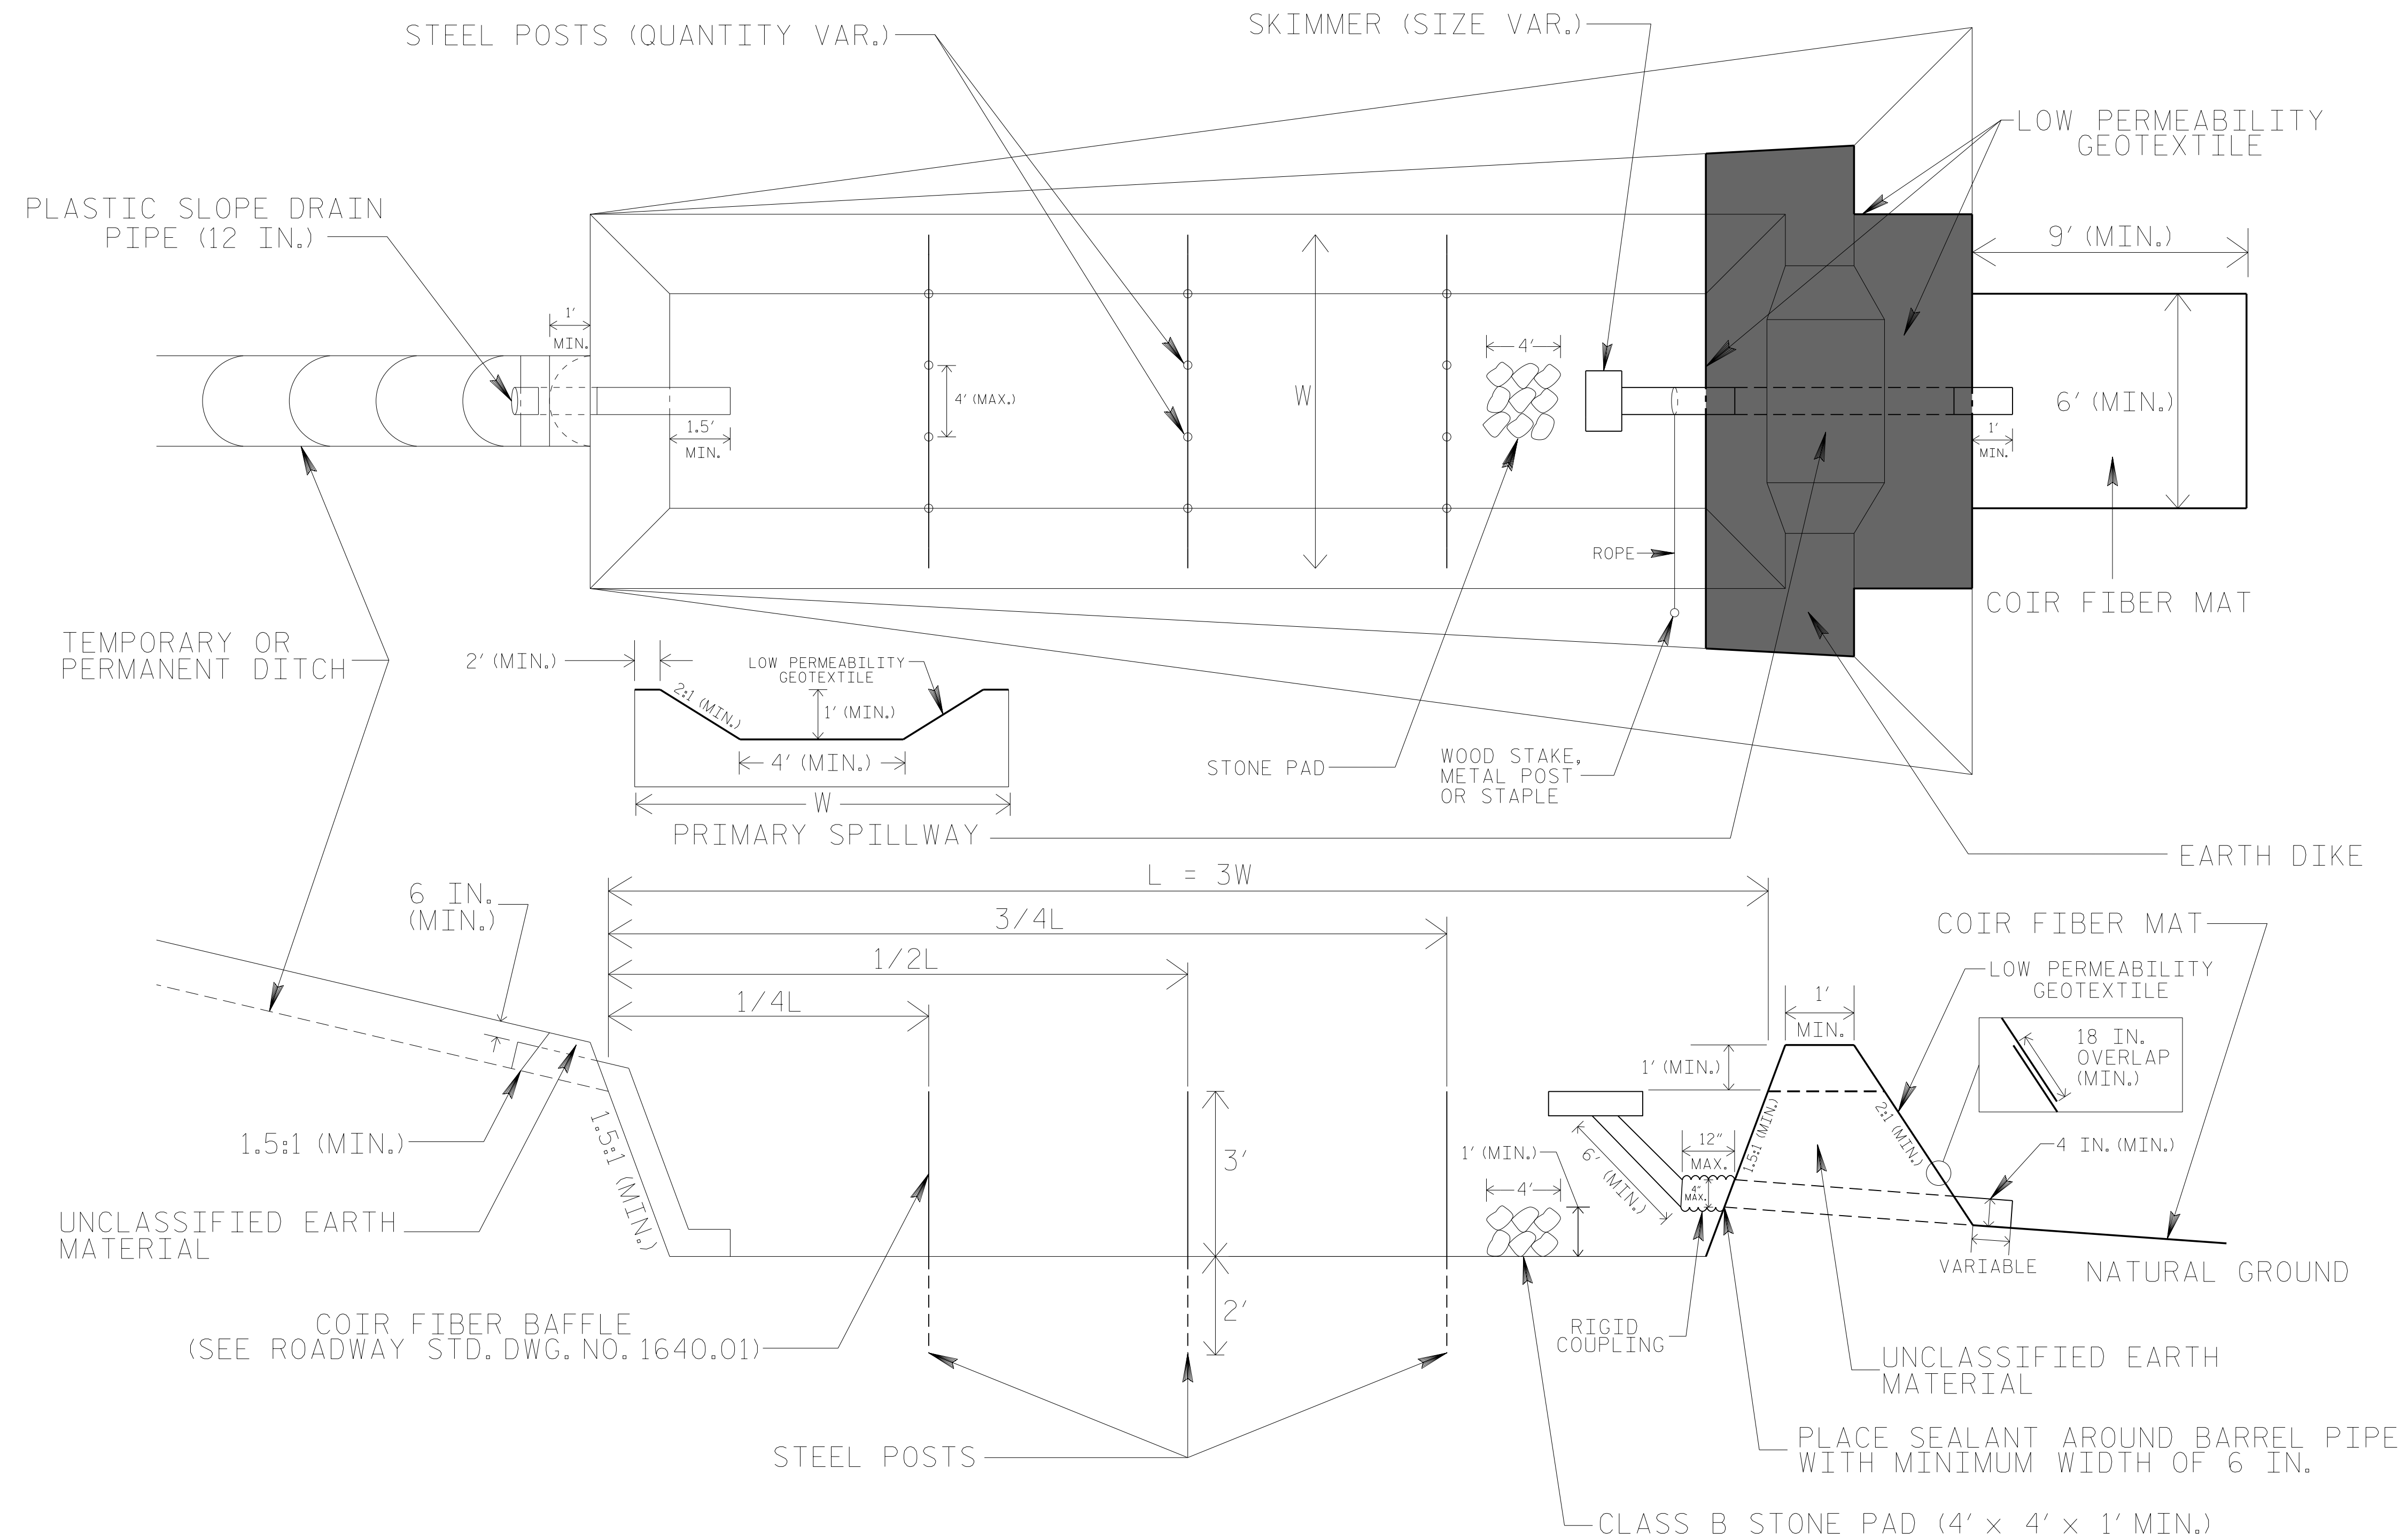 STEEL POSTS (QUANTITY VAR.)
SKIMMER (SIZE VAR.)
LOW PERMEABILITY
GEOTEXTILE
PLASTIC SLOPE DRAIN
PIPE (12 IN.)
9' (MIN.)
1'
MIN.
4'
4' (MAX.)
W
6' (MIN.)
1.5'
MIN.
1'
MIN.
ROPE
COIR FIBER MAT
TEMPORARY OR
PERMANENT DITCH
2' (MIN.)
LOW PERMEABILITY
GEOTEXTILE
2:1 (MIN.)
1' (MIN.)
4' (MIN.)
W
PRIMARY SPILLWAY
STONE PAD
WOOD STAKE,
METAL POST
OR STAPLE
EARTH DIKE
L = 3W
6 IN.
(MIN.)
3/4L
COIR FIBER MAT
1/2L
LOW PERMEABILITY
GEOTEXTILE
1/4L
1'
MIN.
18 IN.
OVERLAP
(MIN.)
1' (MIN.)
1.5:1 (MIN.)
1.5:1 (MIN.)
3'
1' (MIN.)
6' (MIN.)
12"
MAX.
4"
MAX.
1.5:1 (MIN.)
2:1 (MIN.)
4 IN. (MIN.)
4'
UNCLASSIFIED EARTH
MATERIAL
VARIABLE
NATURAL GROUND
2'
COIR FIBER BAFFLE
(SEE ROADWAY STD. DWG. NO. 1640.01)
RIGID
COUPLING
UNCLASSIFIED EARTH
MATERIAL
STEEL POSTS
PLACE SEALANT AROUND BARREL PIPE
WITH MINIMUM WIDTH OF 6 IN.
CLASS B STONE PAD (4' x 4' x 1' MIN.)